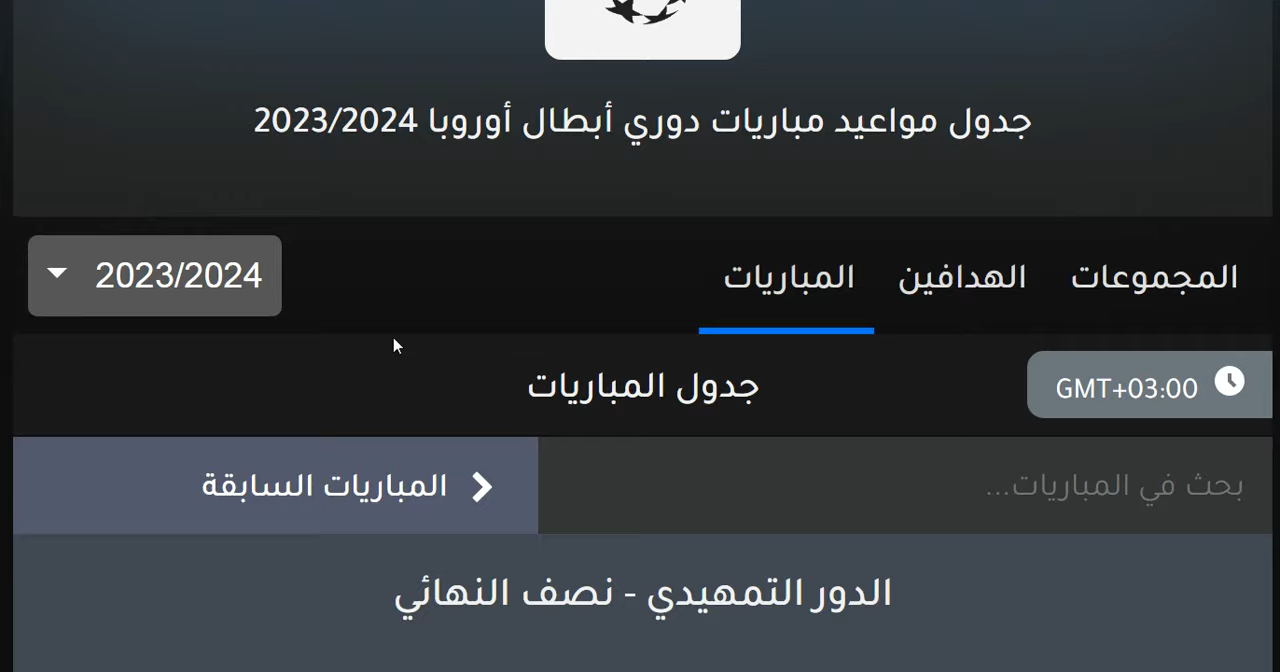 جدول مواعيد مباريات دوري أبطال أوروبا 2023/2024
المجموعات
الهدافين
المباريات
2023/2024
GMT+03:00
جدول المباريات
بحث في المباريات...
المباريات السابقة
الدور التمهيدي - نصف النهائي